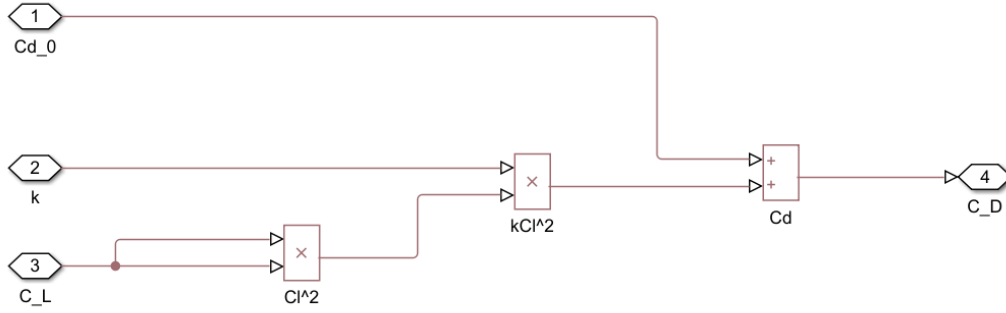 1
Cd_0
2
k
×
kCl^2
+
+
Cd
4
C_D
3
C_L
×
Cl^2